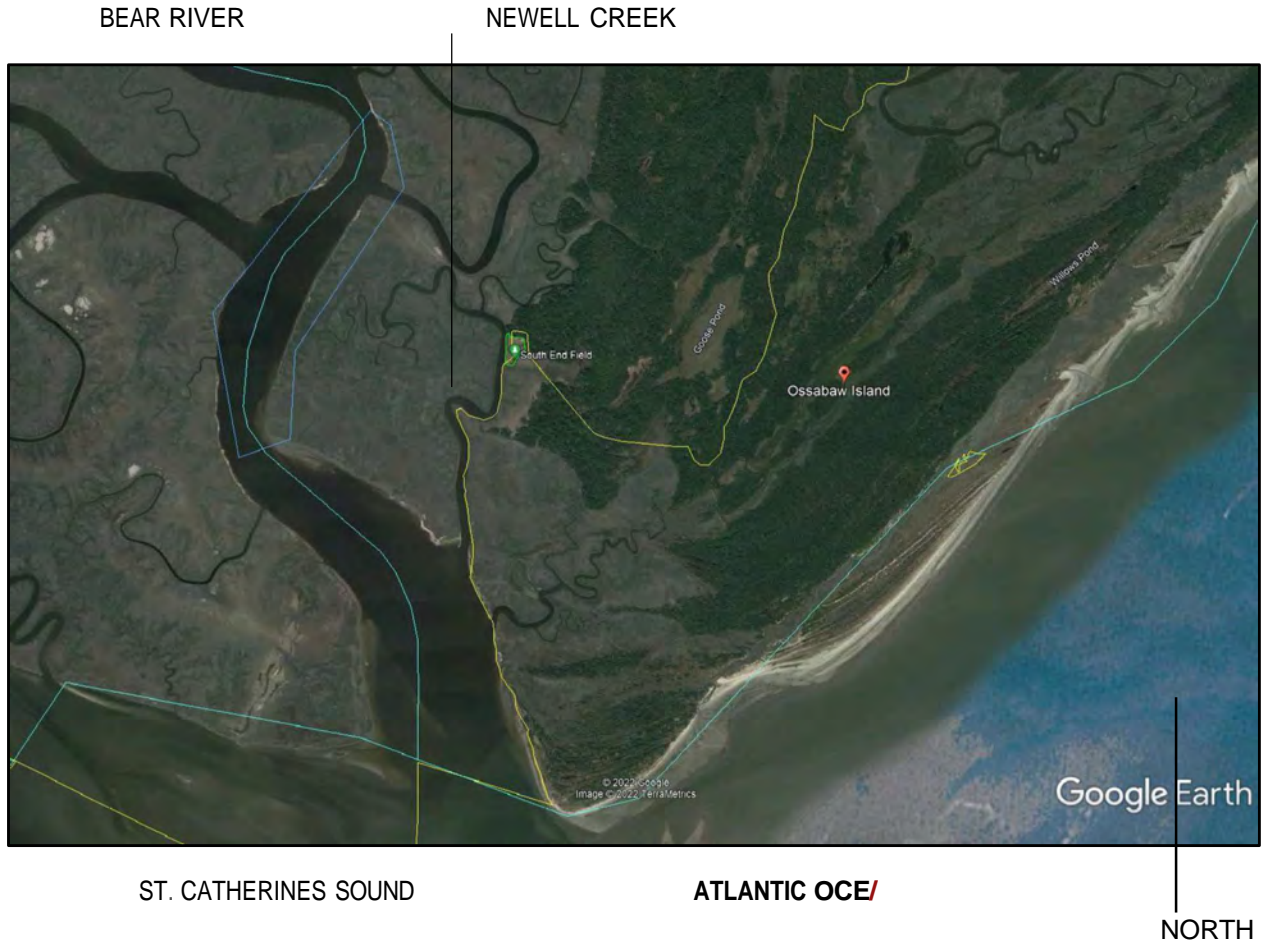 BEAR RIVER
NEWELL CREEK
Willows Pond
Goose Pond
South End Field
Ossabaw Island
© 2022 Google
Image © 2022 TerraMetrics
Google Earth
ST. CATHERINES SOUND
ATLANTIC OCE/
NORTH